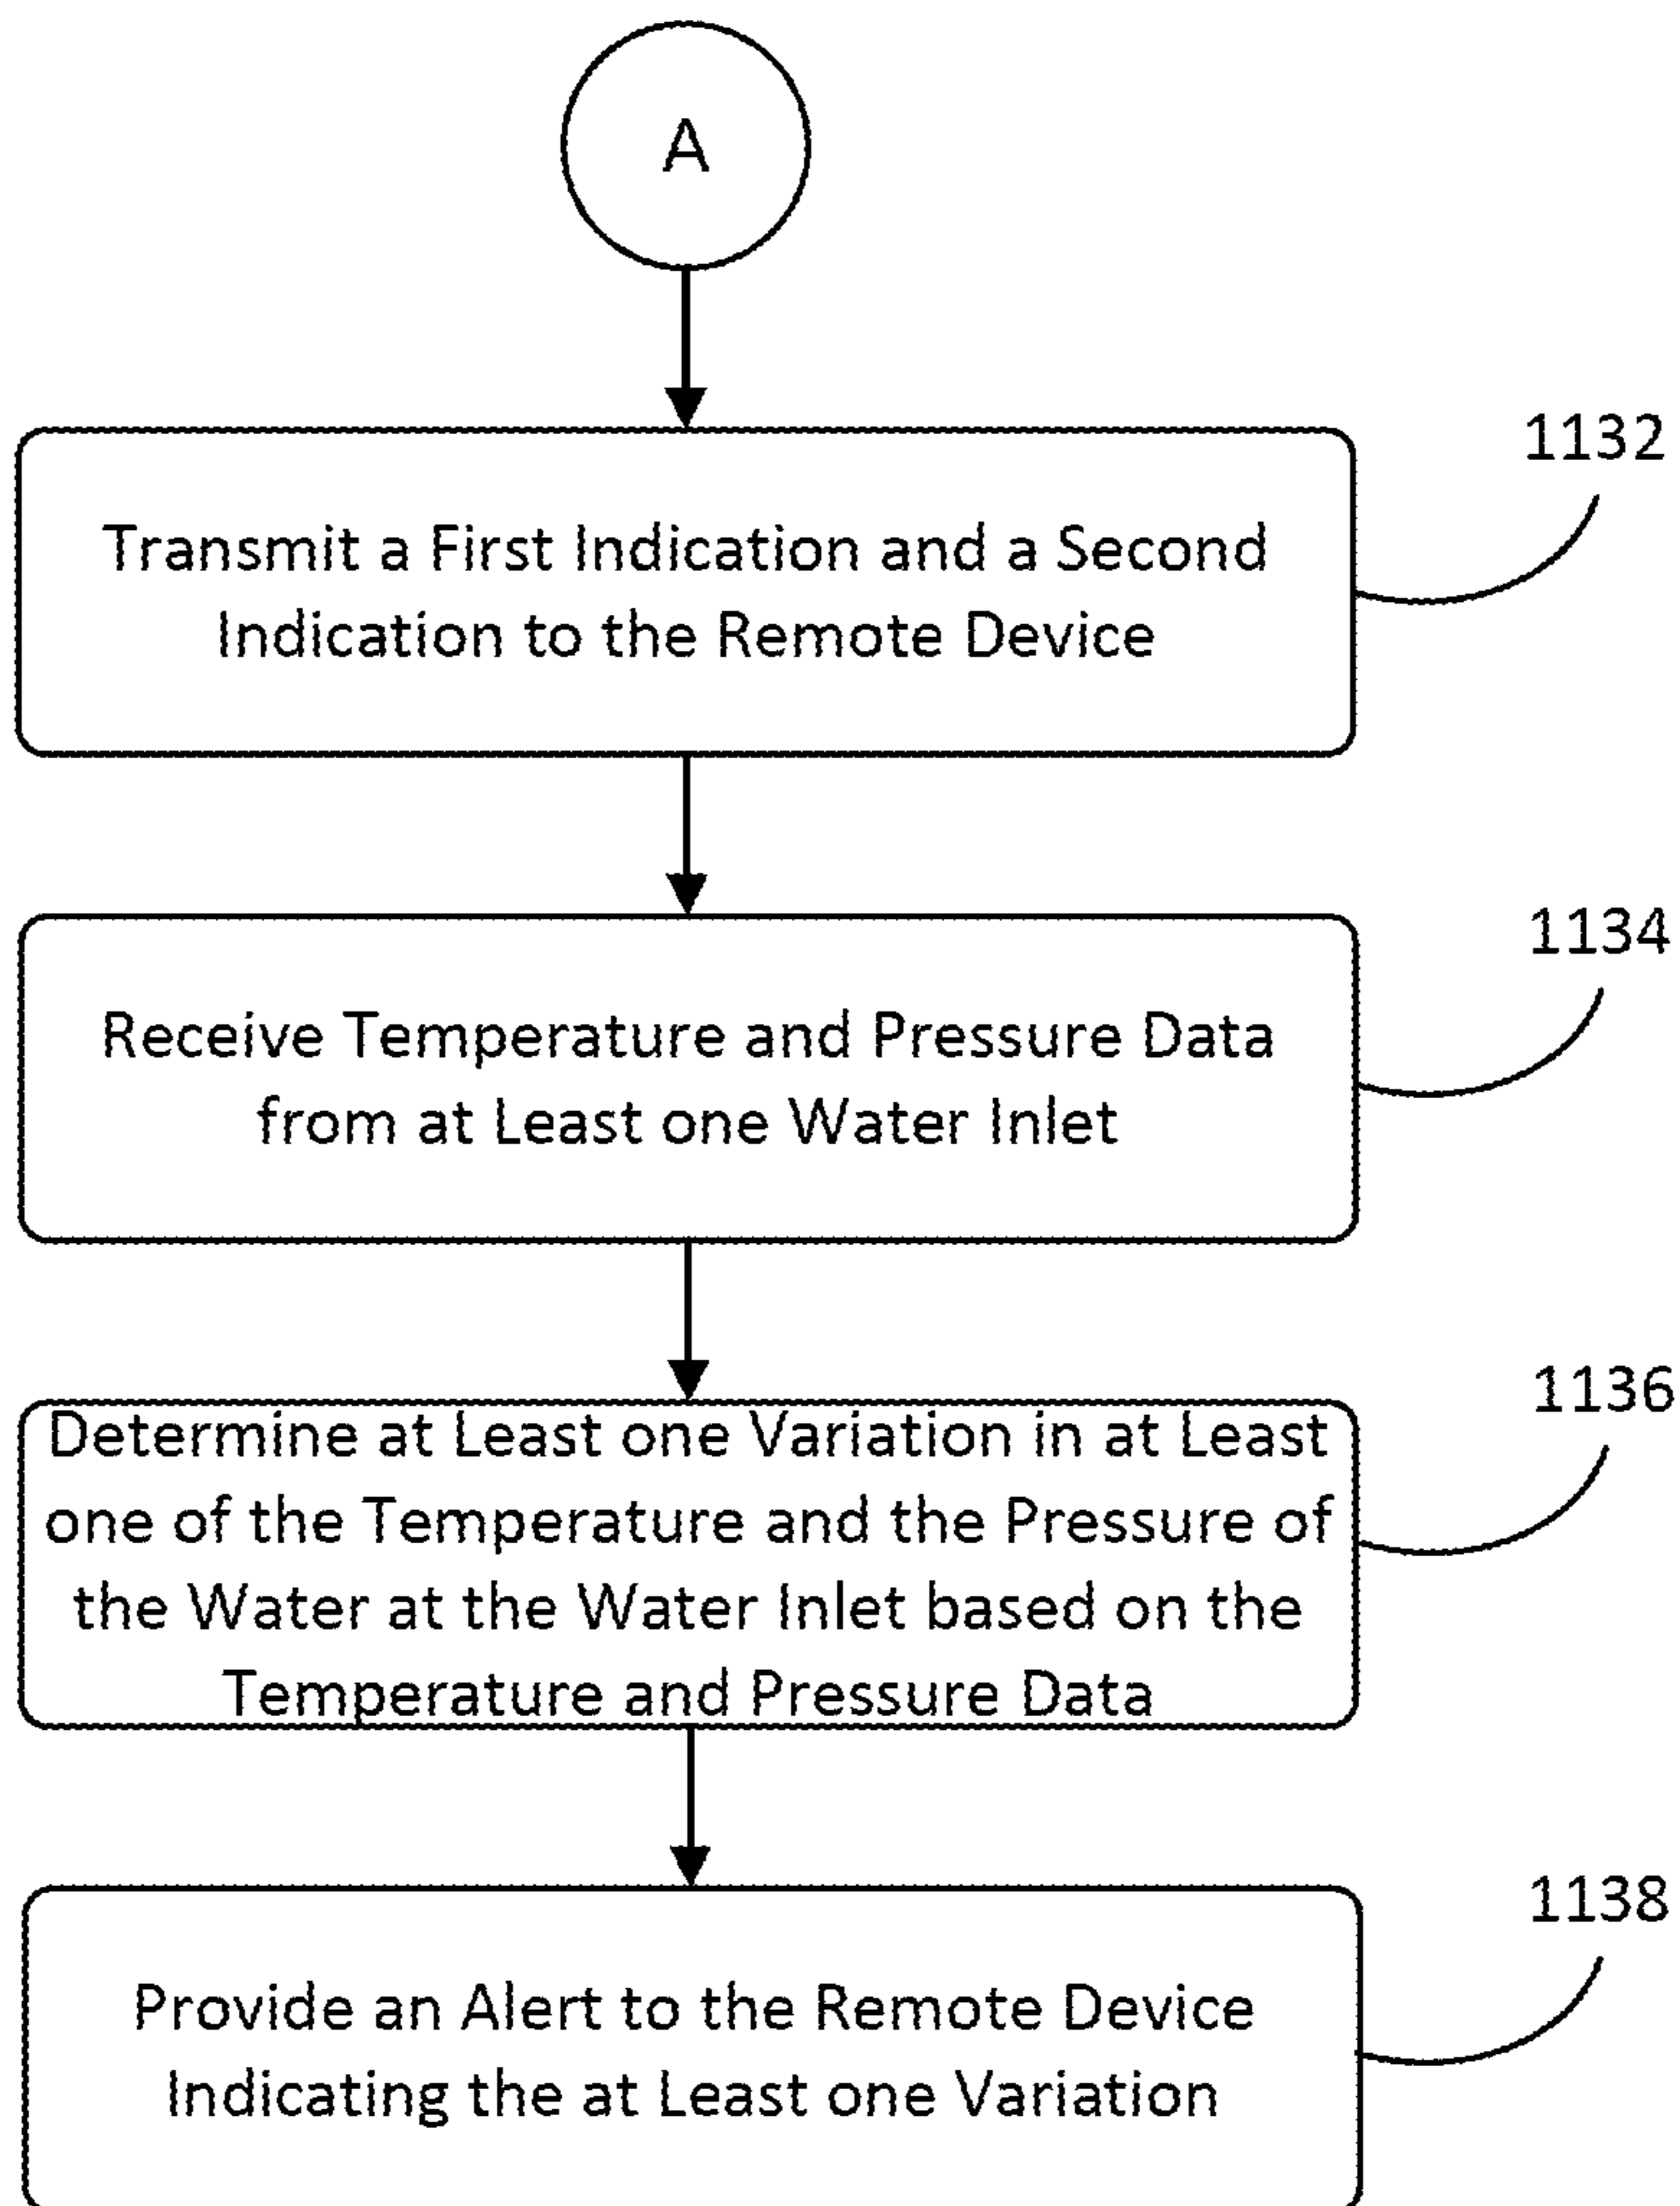 A
1132
Transmit a First Indication and a Second
Indication to the Remote Device
1134
Receive Temperature and Pressure Data
from at Least one Water Inlet
1136
Determine at Least one Variation in at Least
one of the Temperature and the Pressure of
the Water at the Water Inlet based on the
Temperature and Pressure Data
1138
Provide an Alert to the Remote Device
Indicating the at Least one Variation